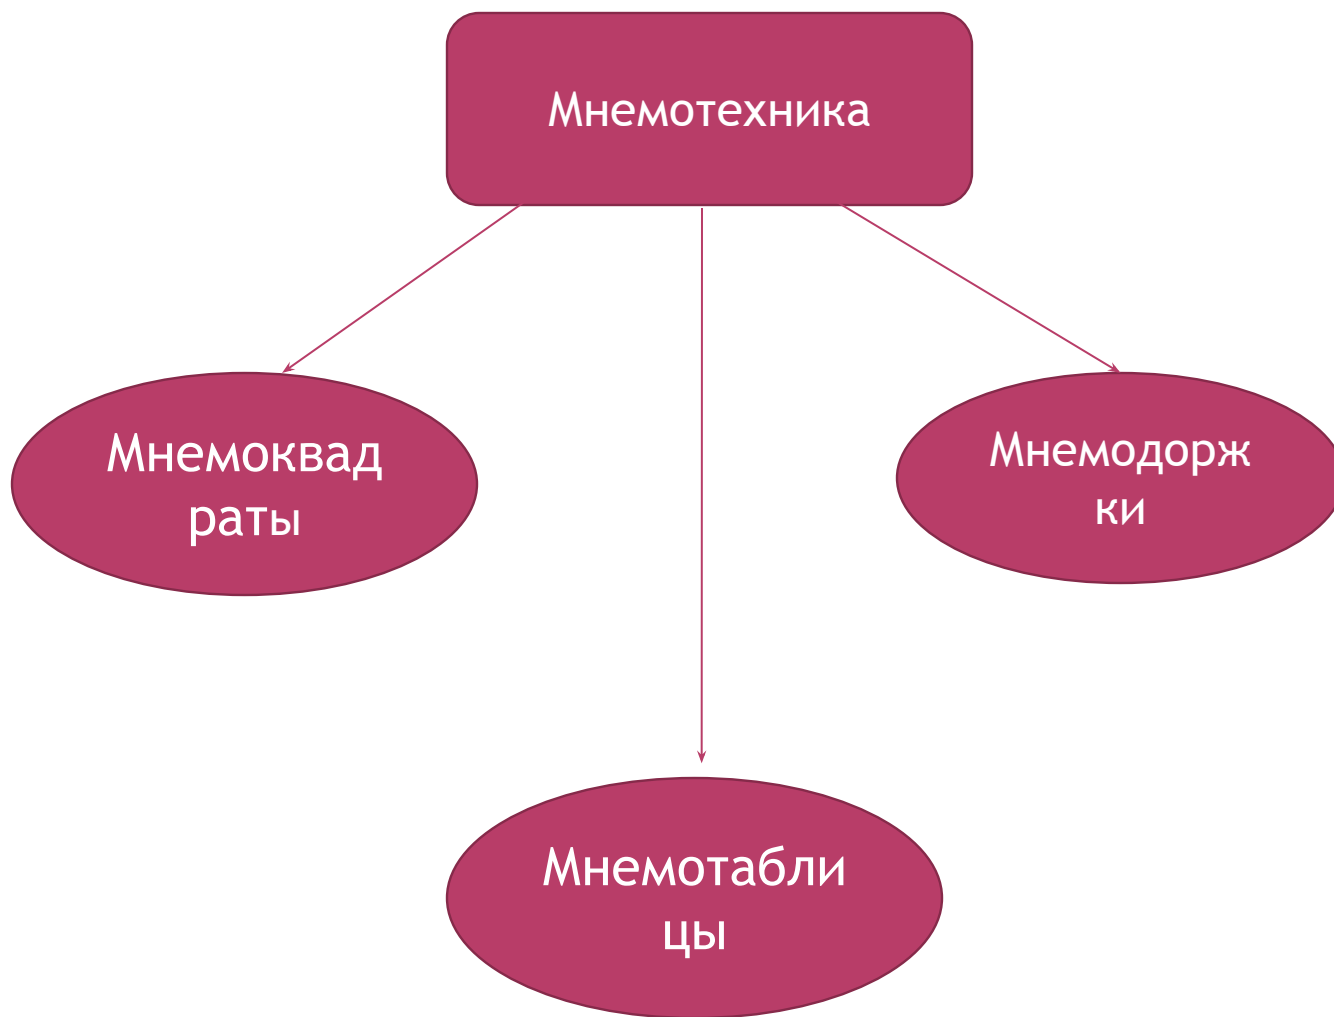 Мнемотехника
Мнемоквад
раты
Мнемодорж
ки
Мнемотабли
цы